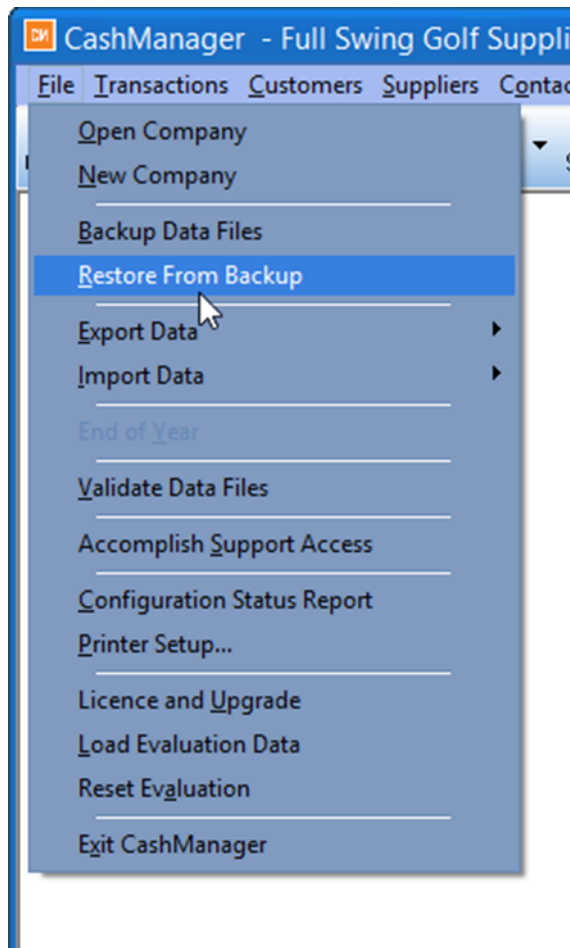 CM CashManager - Full Swing Golf Suppli
File Transactions Customers Suppliers Contac
Open Company
New Company
Backup Data Files
Restore From Backup
Export Data
Import Data
End of Year
Validate Data Files
Accomplish Support Access
Configuration Status Report
Printer Setup...
Licence and Upgrade
Load Evaluation Data
Reset Evaluation
Exit CashManager